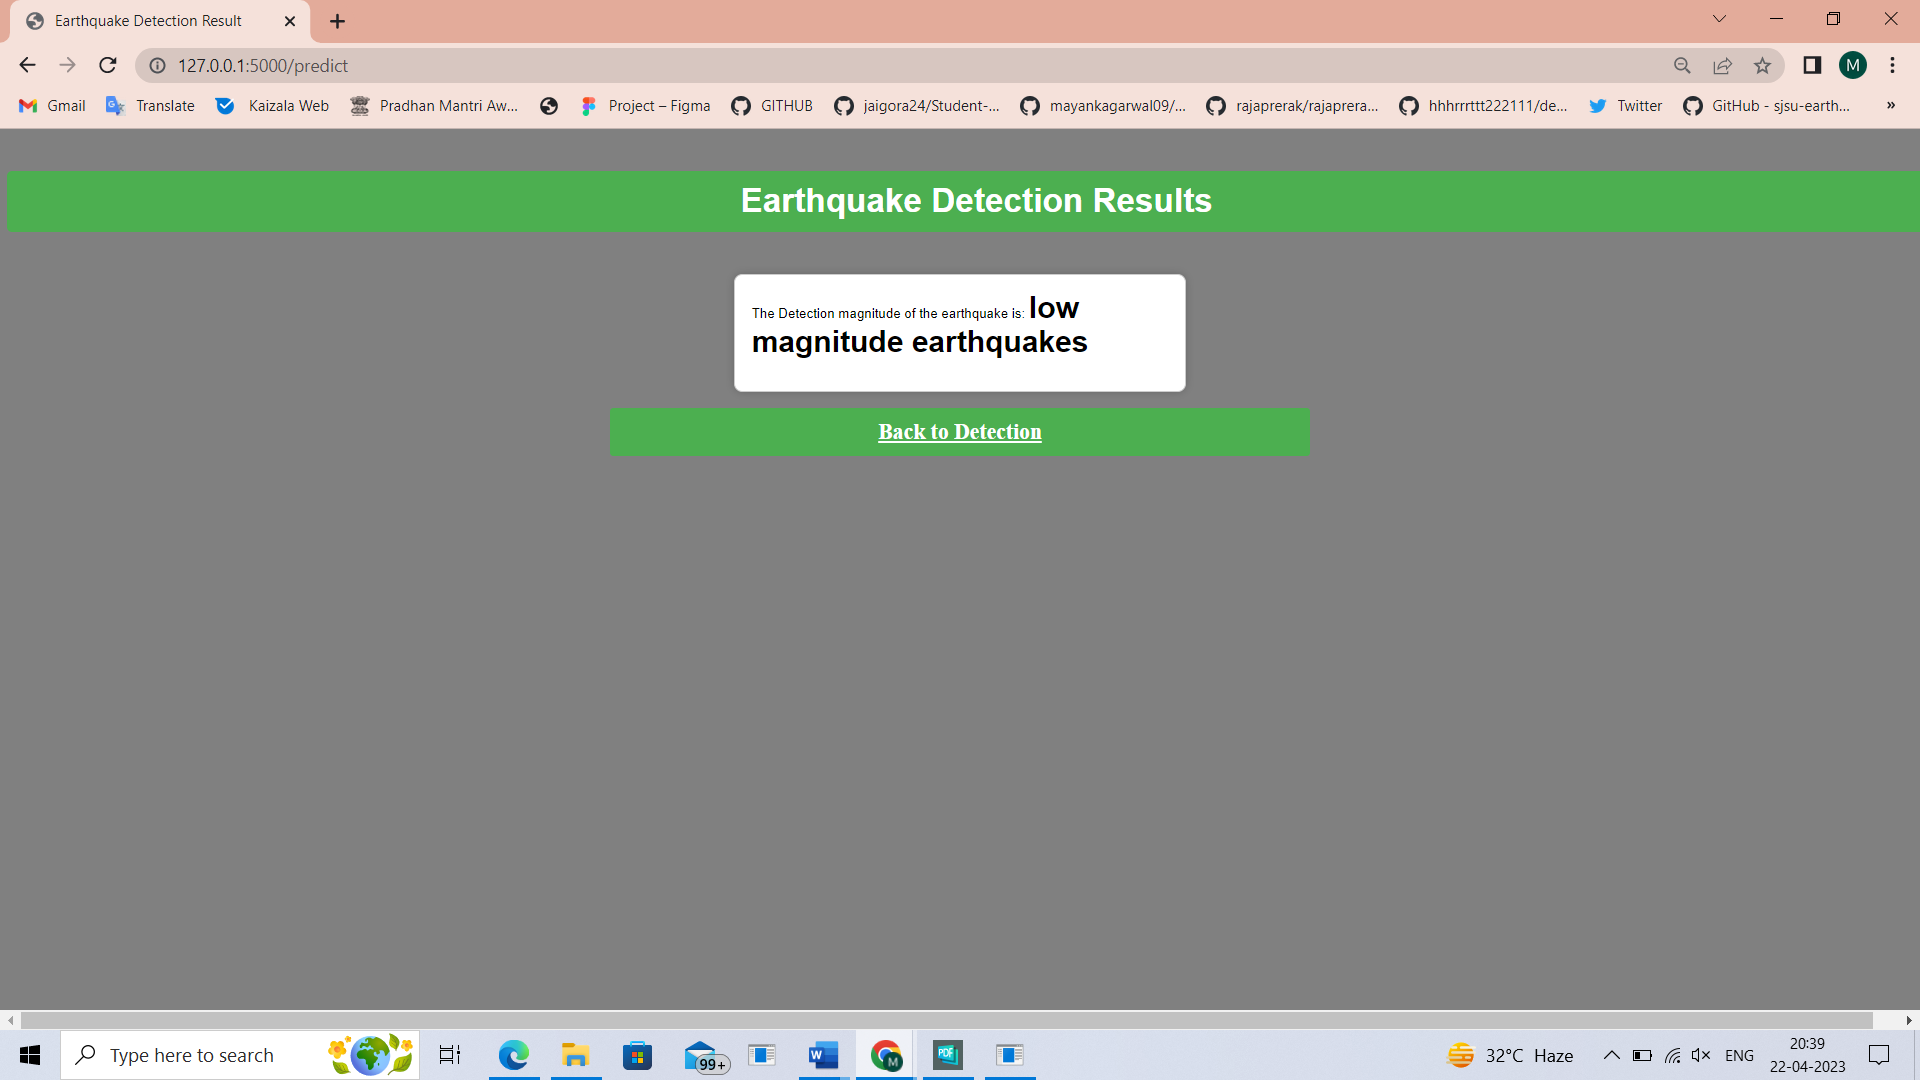 Earthquake Detection Result
127.0.0.1:5000/predict
M
Gmail
Translate
Kaizala Web
Pradhan Mantri Aw...
Project – Figma
GITHUB
jaigora24/Student-...
mayankagarwal09/...
rajaprerak/rajaprera...
hhhrrrttt222111/de...
Twitter
GitHub - sjsu-earth...
»
Earthquake Detection Results
The Detection magnitude of the earthquake is: low
magnitude earthquakes
Back to Detection
Type here to search
99+
W
M
PDF
32°C Haze
ENG
20:39
22-04-2023